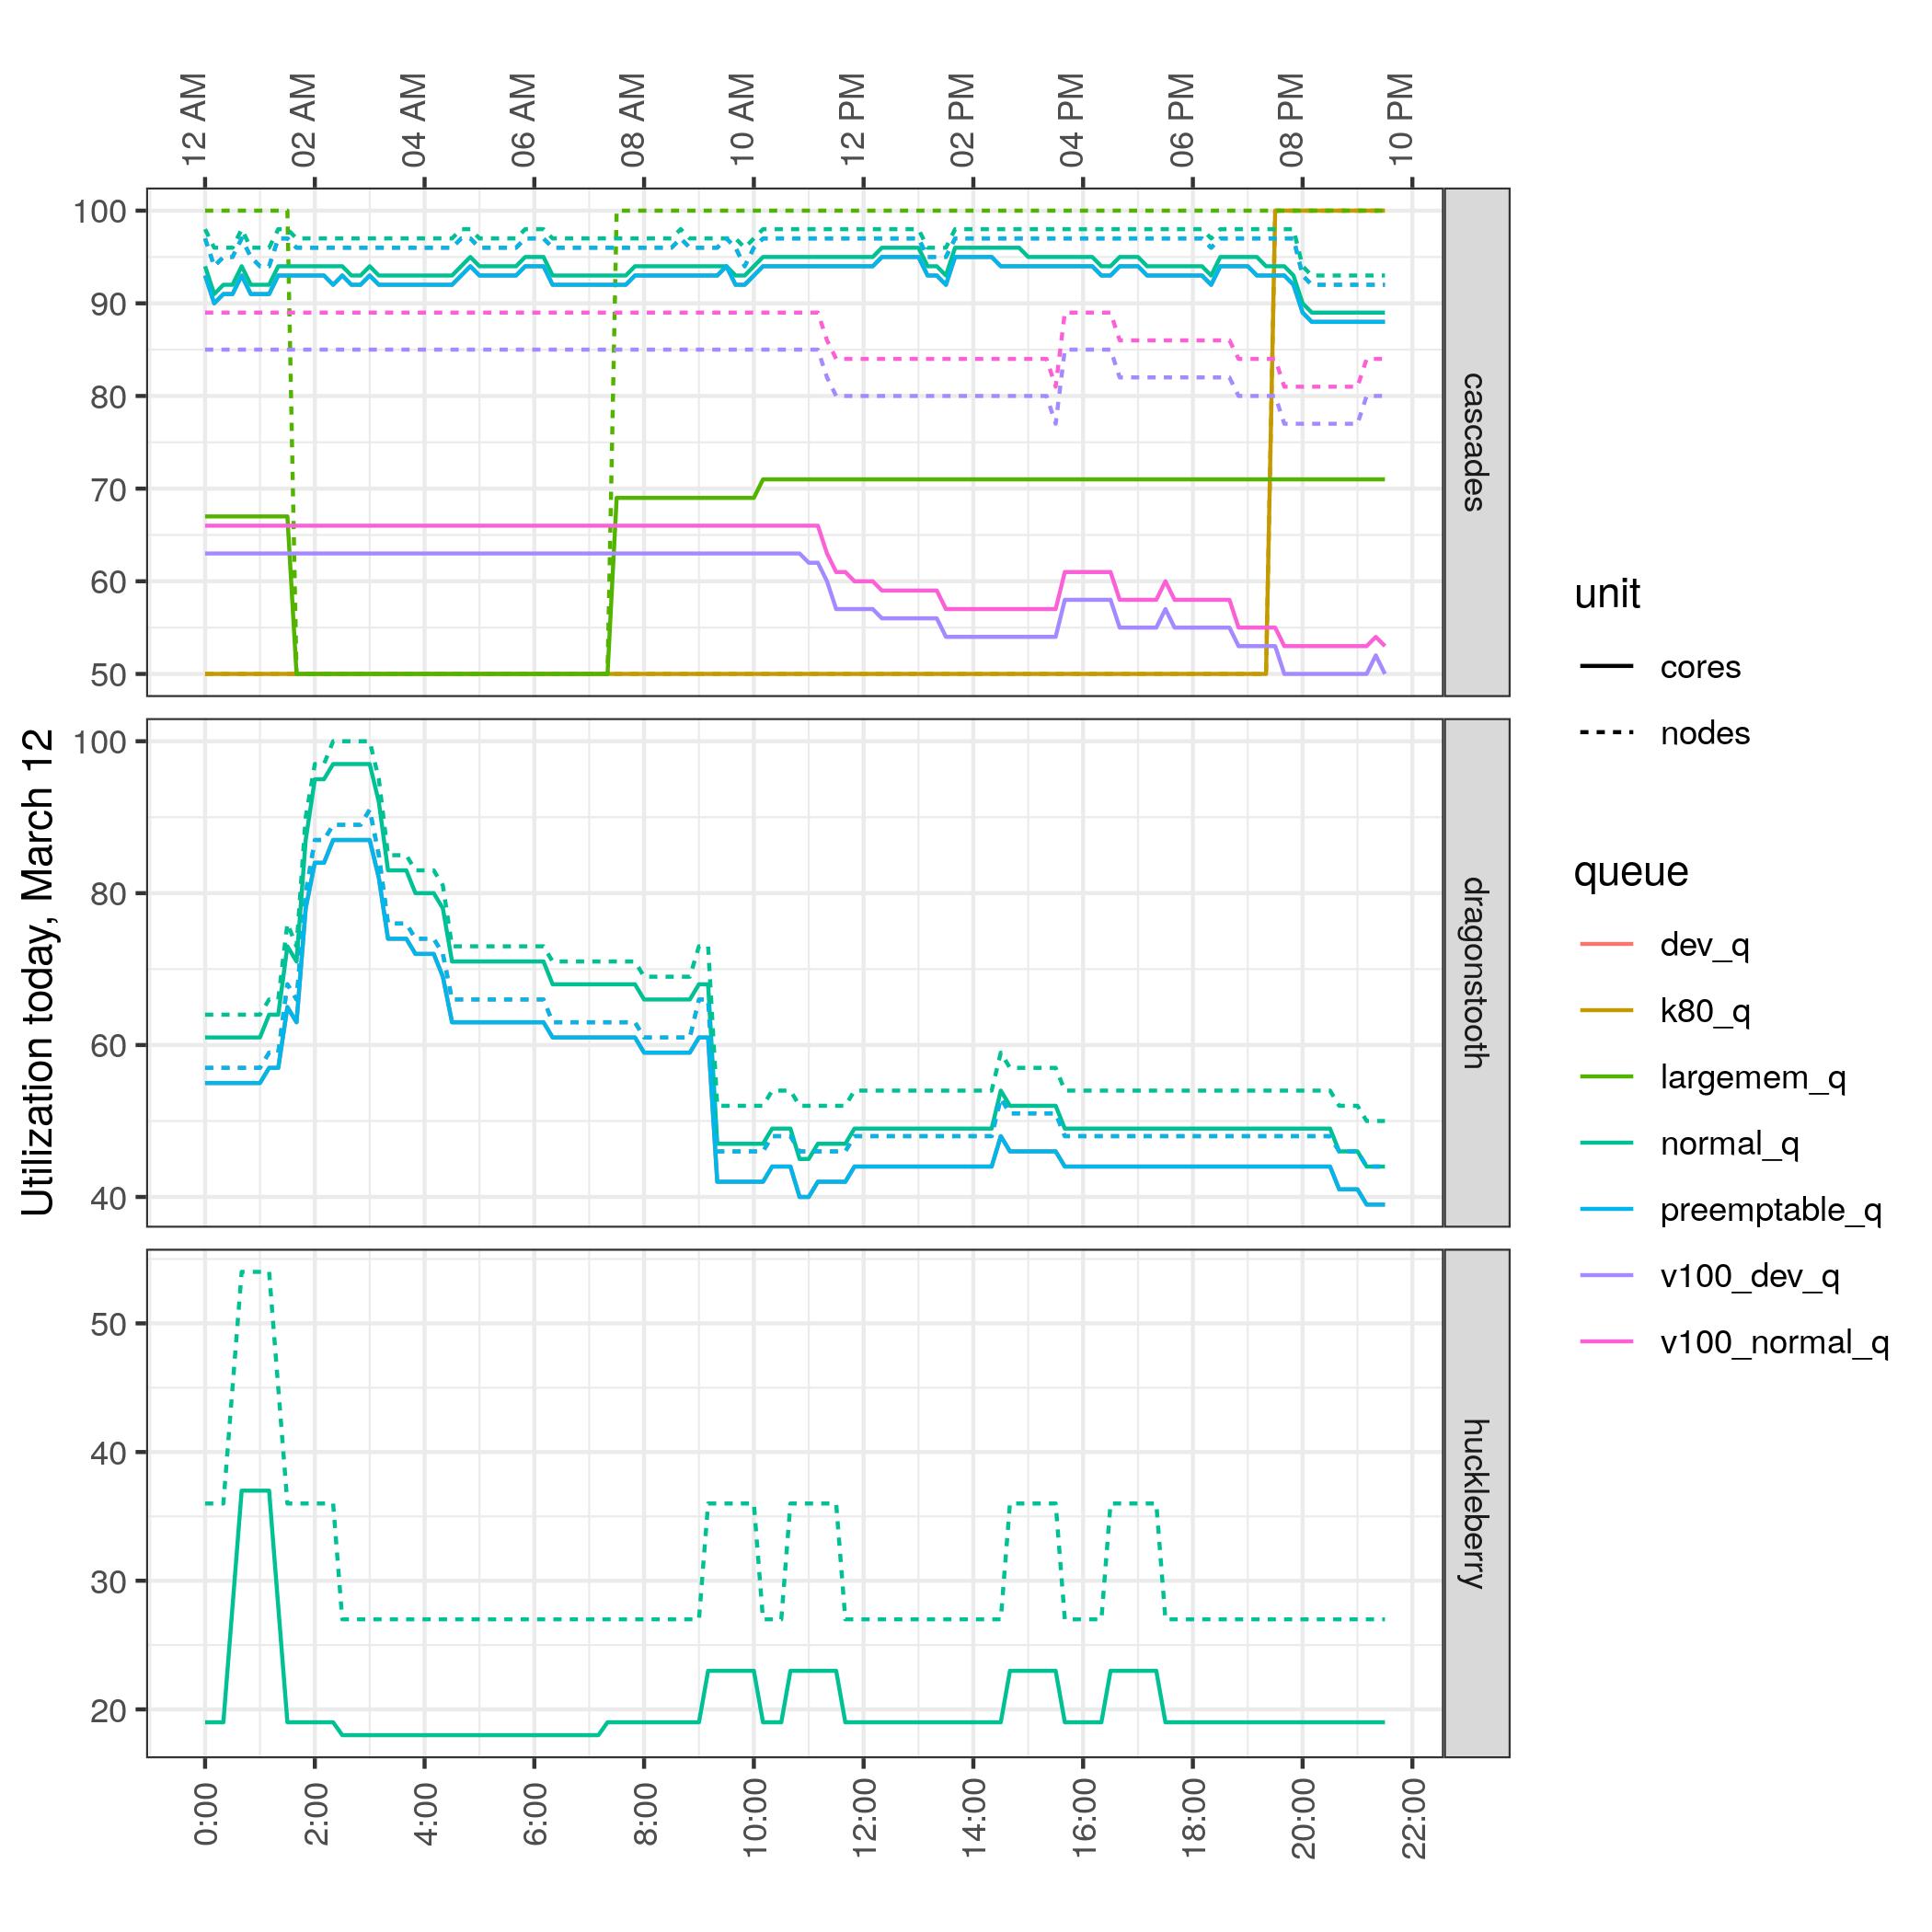 12 AM
02 AM
04 AM
06 AM
08 AM
10 AM
12 PM
02 PM
04 PM
06 PM
08 PM
10 PM
Utilization today, March 12
100
90
80
70
60
50
cascades
100
80
60
40
dragonstooth
50
40
30
20
huckleberry
0:00
2:00
4:00
6:00
8:00
10:00
12:00
14:00
16:00
18:00
20:00
22:00
unit
cores
nodes
queue
dev_q
k80_q
largemem_q
normal_q
preemptable_q
v100_dev_q
v100_normal_q